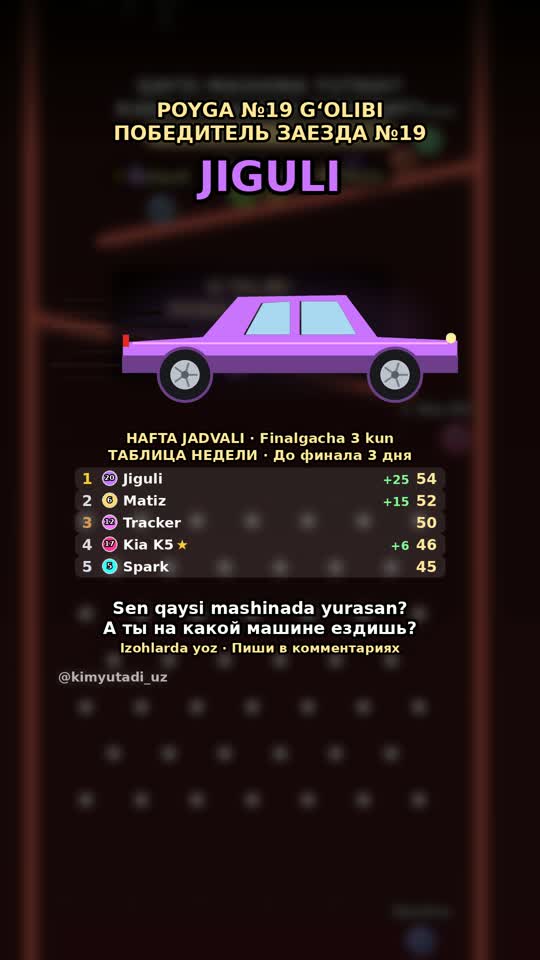 POYGA №19 G‘OLIBI
ПОБЕДИТЕЛЬ ЗАЕЗДА №19
JIGULI
HAFTA JADVALI · Finalgacha 3 kun
ТАБЛИЦА НЕДЕЛИ · До финала 3 дня
1 20 Jiguli +25 54
2 6 Matiz +15 52
3 12 Tracker 50
4 17 Kia K5 ★ +6 46
5 5 Spark 45
Sen qaysi mashinada yurasan?
А ты на какой машине ездишь?
Izohlarda yoz · Пиши в комментариях
@kimyutadi_uz